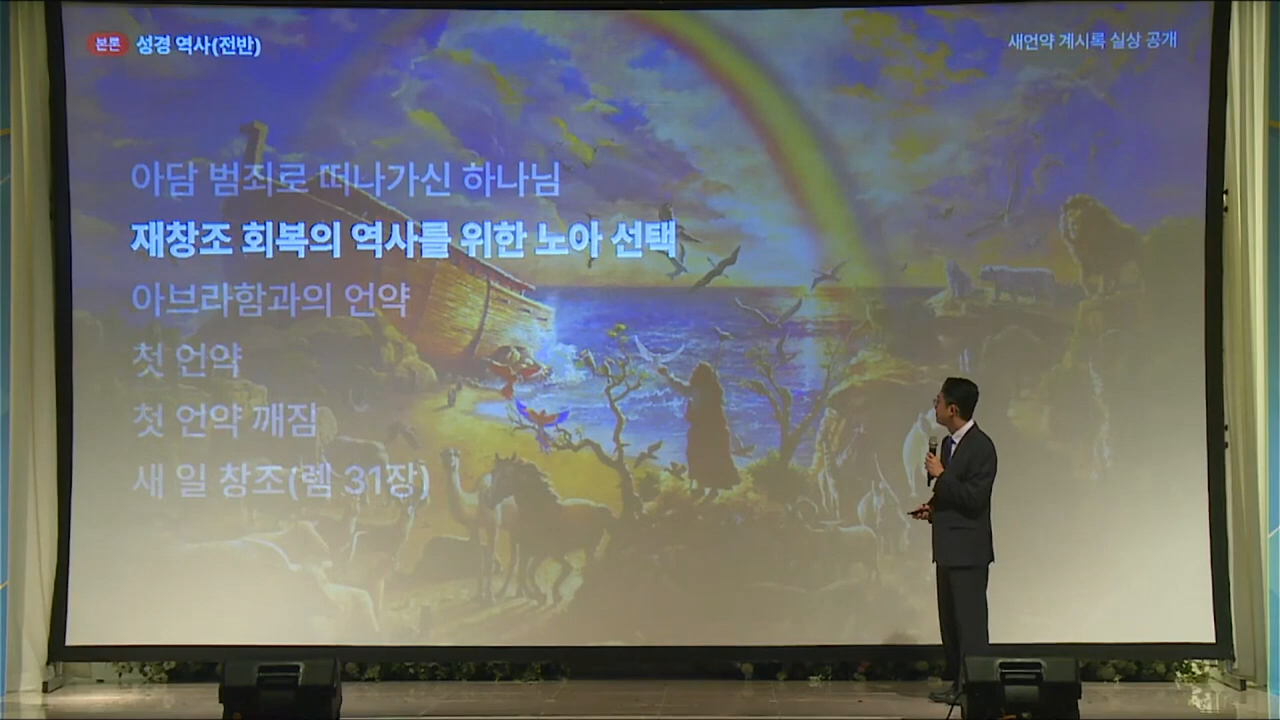 본론 성경 역사(전반)
새언약 계시록 실상 공개
아담 범죄로 떠나가신 하나님
재창조 회복의 역사를 위한 노아 선택
아브라함과의 언약
첫 언약
첫 언약 깨짐
새 일 창조(렘 31장)